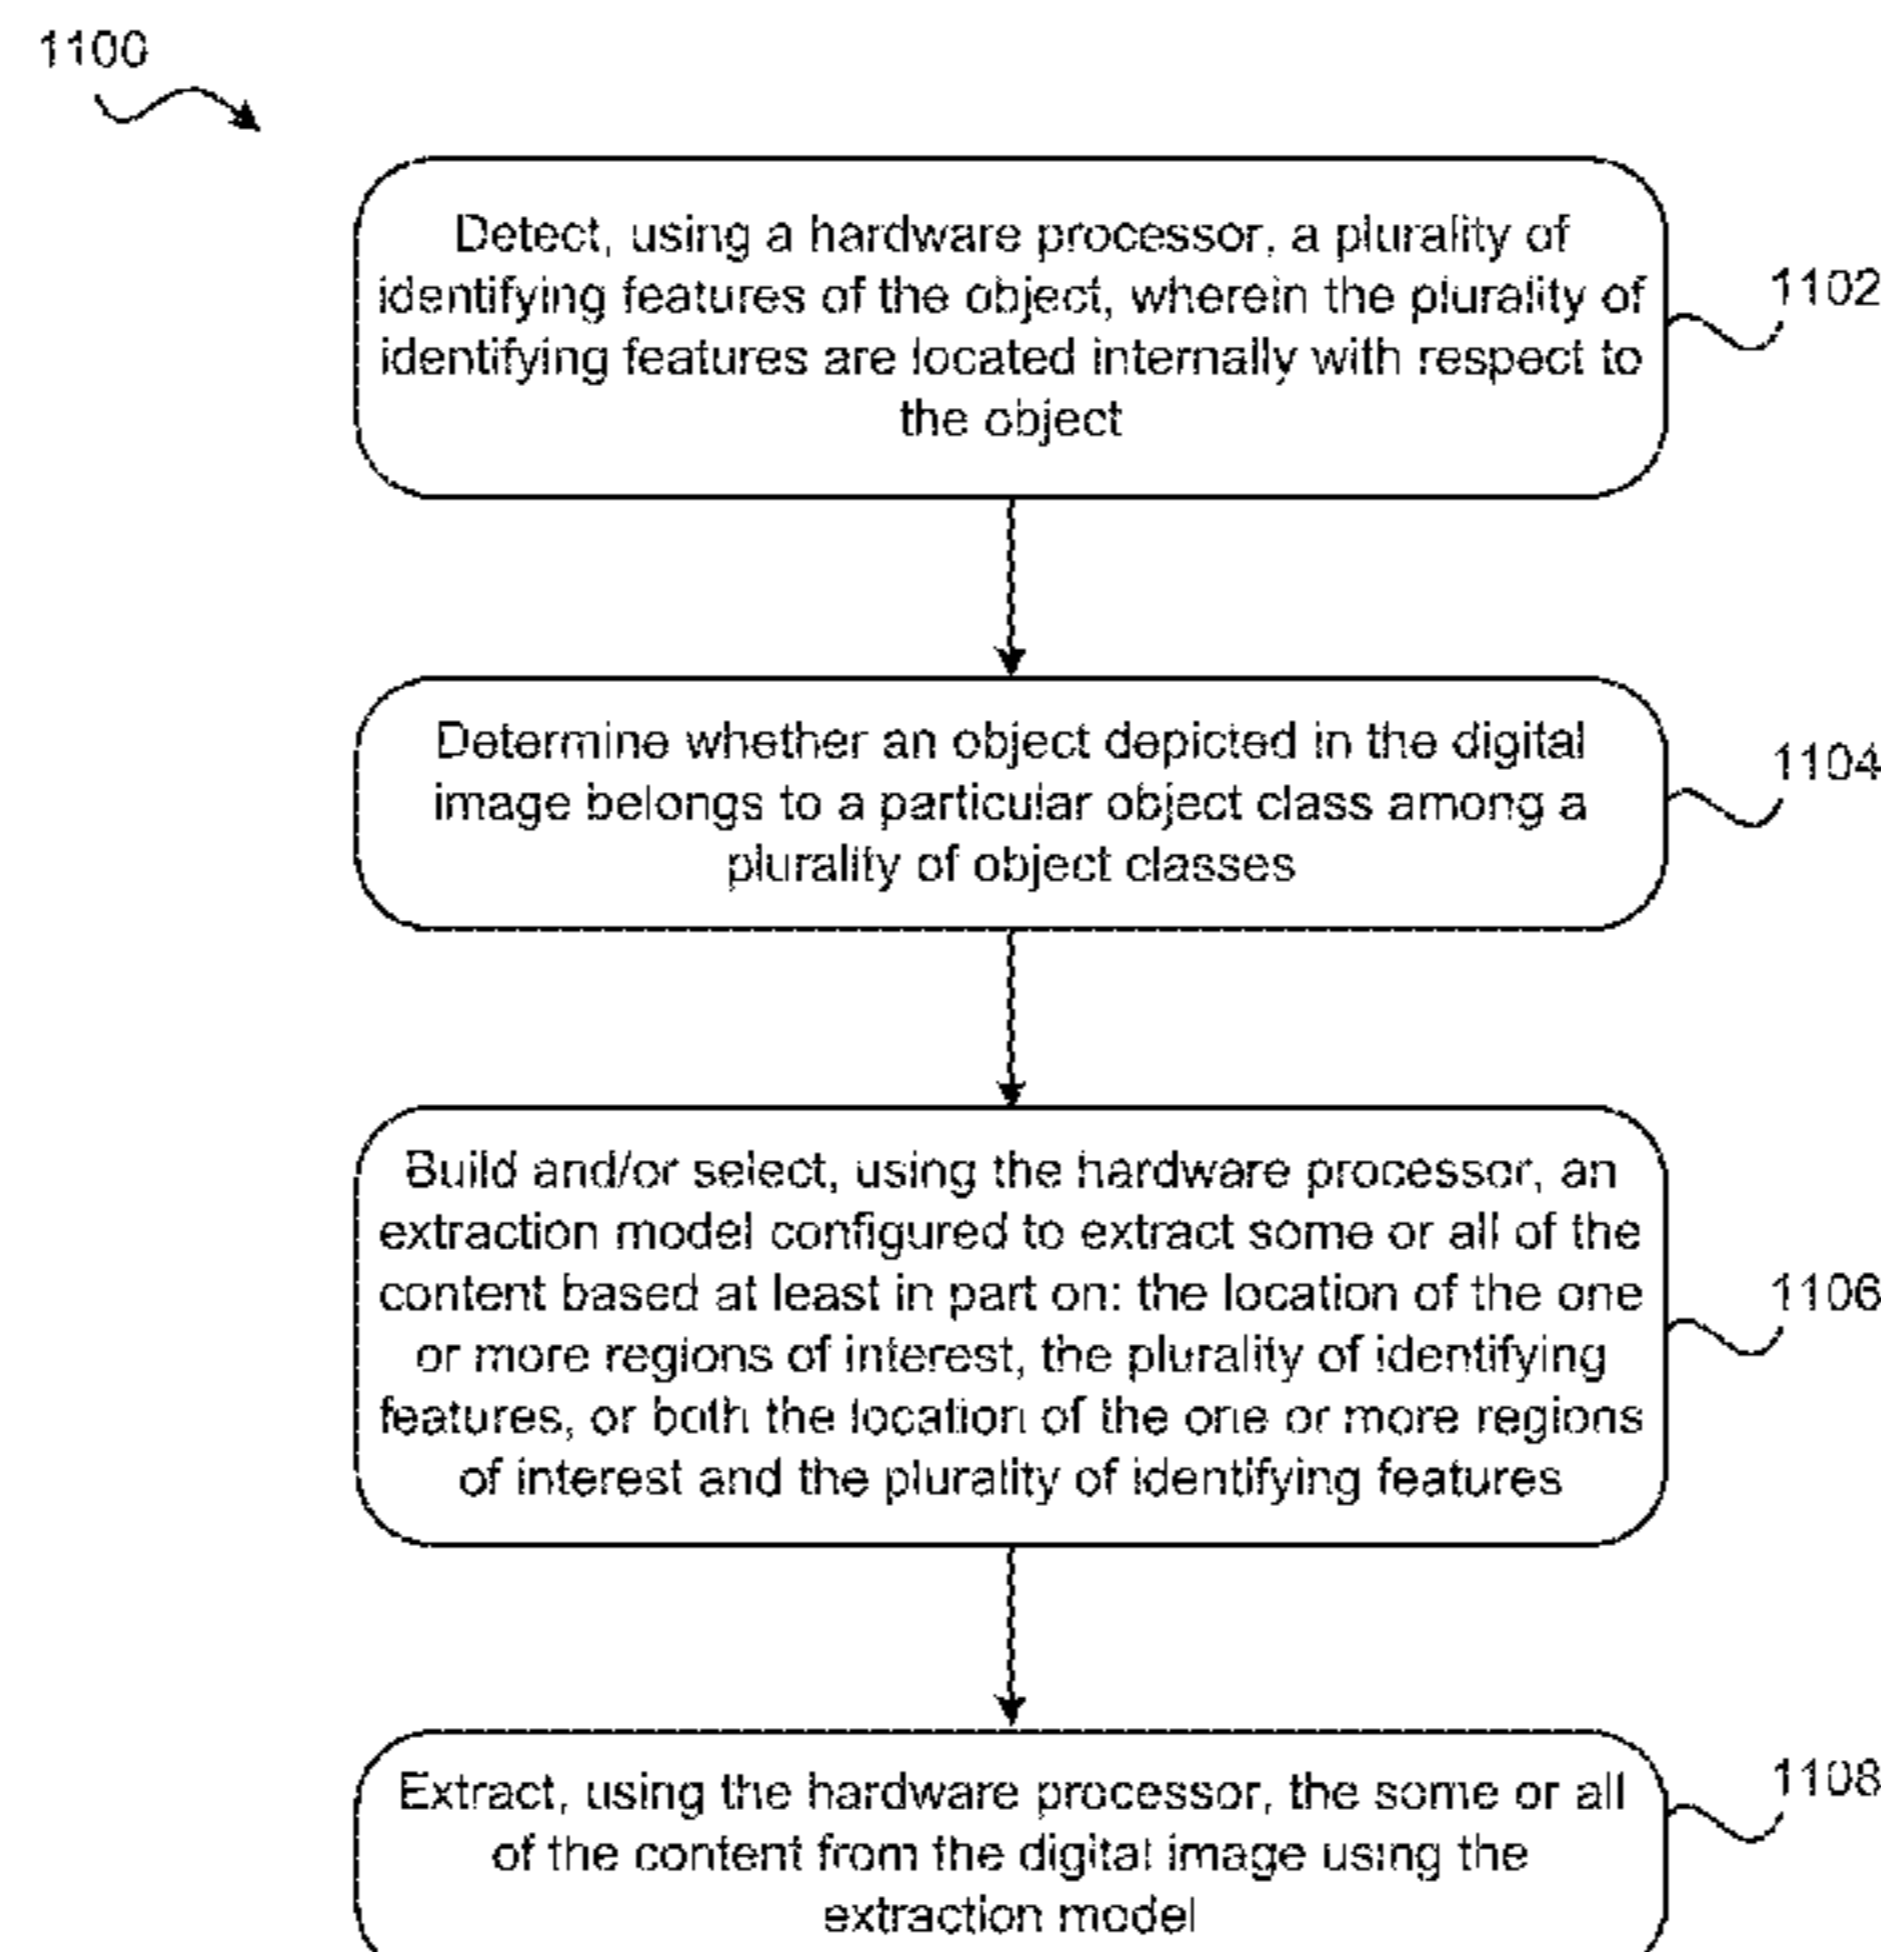 1100
Detect, using a hardware processor, a plurality of
identifying features of the object, wherein the plurality of
identifying features are located internally with respect to
the object
1102
Determine whether an object depicted in the digital
image belongs to a particular object class among a
plurality of object classes
1104
Build and/or select, using the hardware processor, an
extraction model configured to extract some or all of the
content based at least in part on: the location of the one
or more regions of interest, the plurality of identifying
features, or both the location of the one or more regions
of interest and the plurality of identifying features
1106
Extract, using the hardware processor, the some or all
of the content from the digital image using the
extraction model
1108